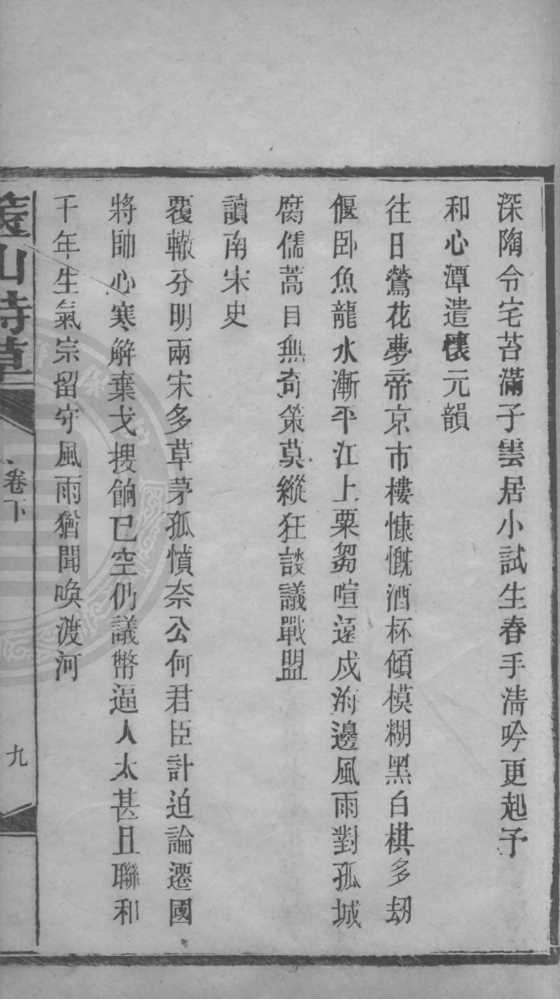 深陶令宅苔滿子雲居小試生春手清吟更起予
和心潭遣懷元韻
往日鶯花夢帝京市樓慷慨酒杯傾模糊黑白棋多刼
偃臥魚龍水漸平江上粟芻喧遠戍海邊風雨對孤城
腐儒蒿目無奇策莫縱狂談議戰盟
讀南宋史
覆轍分明兩宋多草茅孤憤奈公何君臣計迫論遷國
將帥心寒解棄戈搜餉已空仍議幣逼人太甚且聯和
千年生氣宗留守風雨猶聞喚渡河
山詩草
卷下
九